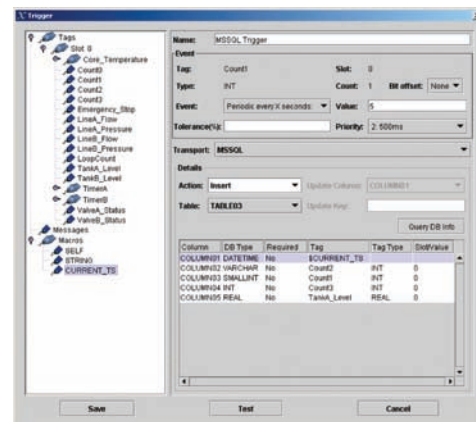 Trigger
Tags
Slot 0
Core_Temperature
Count0
Count1
Count2
Count3
Emergency_Stop
LineA_Flow
LineA_Pressure
LineB_Flow
LineB_Pressure
LoopCount
TankA_Level
TankB_Level
TimerA
TimerB
ValveA_Status
ValveB_Status
Messages
Macros
SELF
STRING
CURRENT_TS
Name: MSSQL Trigger
Event
Tag: Count1 Slot: 0
Type: INT Count: 1 Bit offset: None
Event: Periodic every X seconds Value: 5
Tolerance(%): Priority: 2: 500ms
Transport: MSSQL
Details
Action: Insert Update Column: COLUMN01
Table: TABLE03 Update Key:
Query DB Info
Column DB Type Required Tag Tag Type Slot/Value
COLUMN01 DATETIME No $CURRENT_TS
COLUMN02 VARCHAR No Count2 INT 0
COLUMN03 SMALLINT No Count1 INT 0
COLUMN04 INT No Count3 INT 0
COLUMN05 REAL No TankA_Level REAL 0
Save Test Cancel